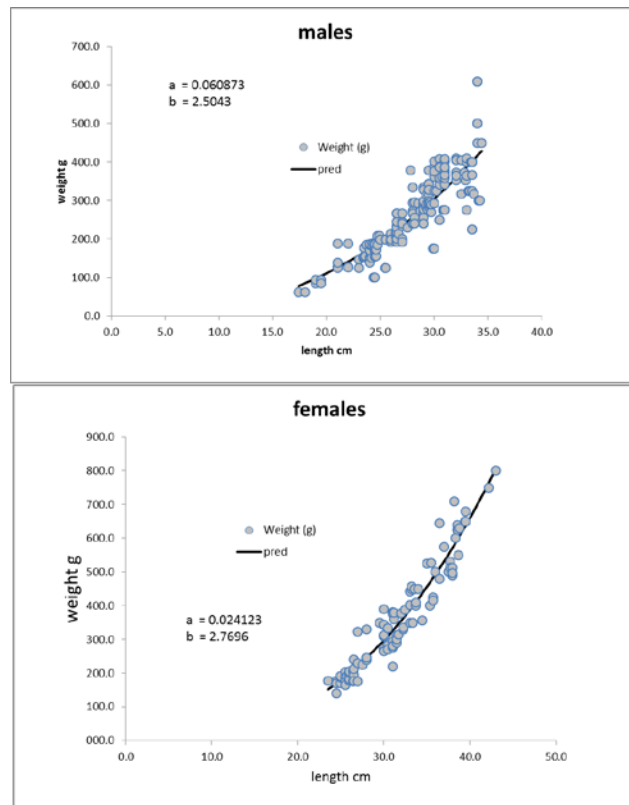 males
700.0
600.0
500.0
400.0
300.0
200.0
100.0
0.0
weight g
a = 0.060873
b = 2.5043
Weight (g)
pred
0.0 5.0 10.0 15.0 20.0 25.0 30.0 35.0 40.0
length cm
females
900.0
800.0
700.0
600.0
500.0
400.0
300.0
200.0
100.0
000.0
weight g
Weight (g)
pred
a = 0.024123
b = 2.7696
0.0 10.0 20.0 30.0 40.0 50.0
length cm